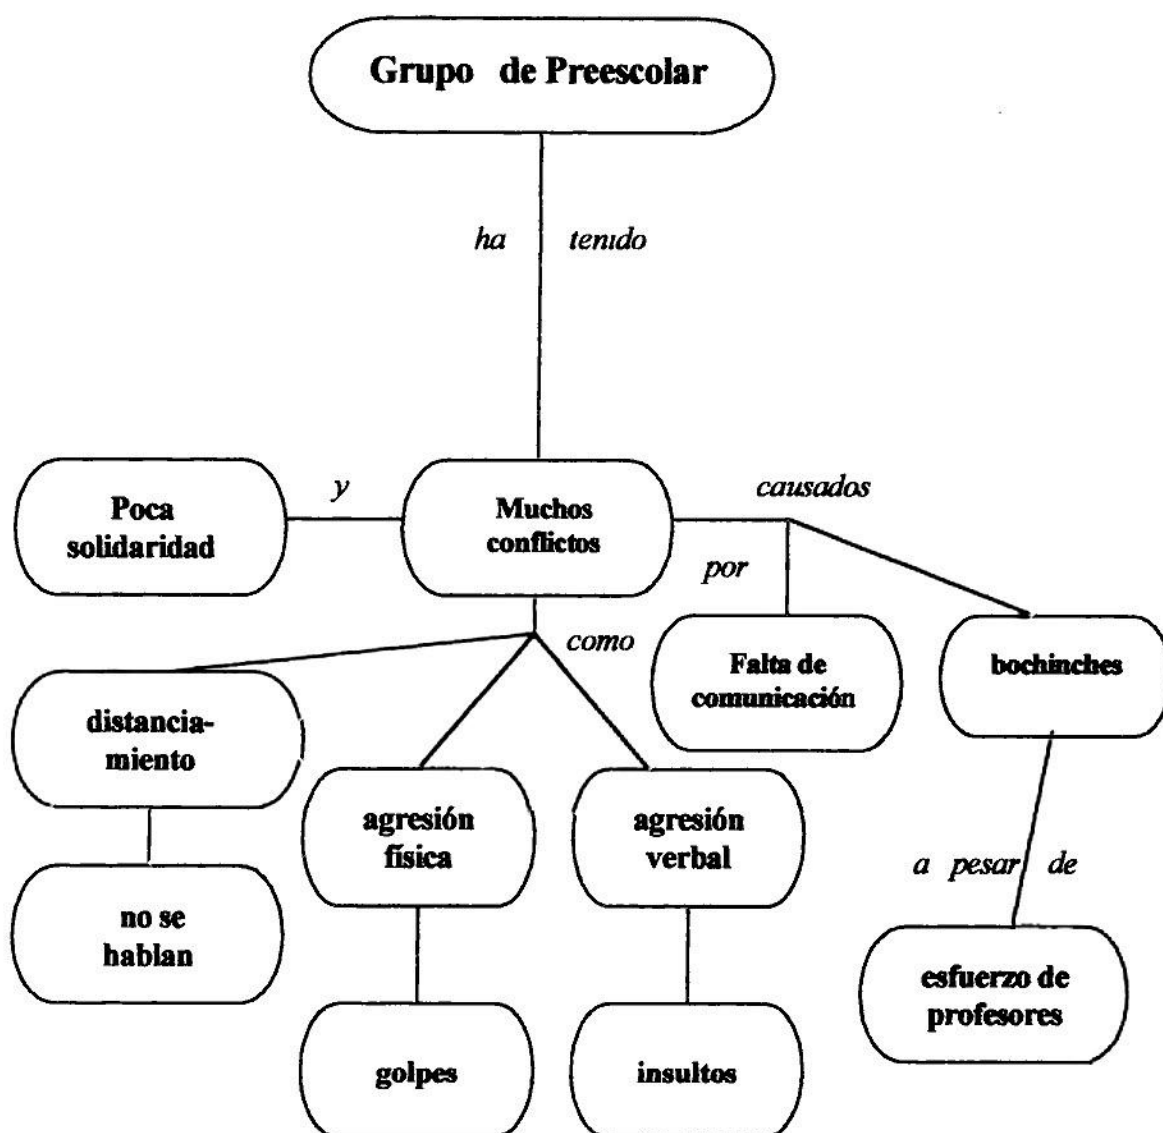 Grupo de Preescolar
ha tenido
Poca
solidaridad
y
Muchos
conflictos
causados
por
Falta de
comunicación
bochinches
como
distancia-
miento
no se
hablan
agresión
física
golpes
agresión
verbal
insultos
a pesar de
esfuerzo de
profesores